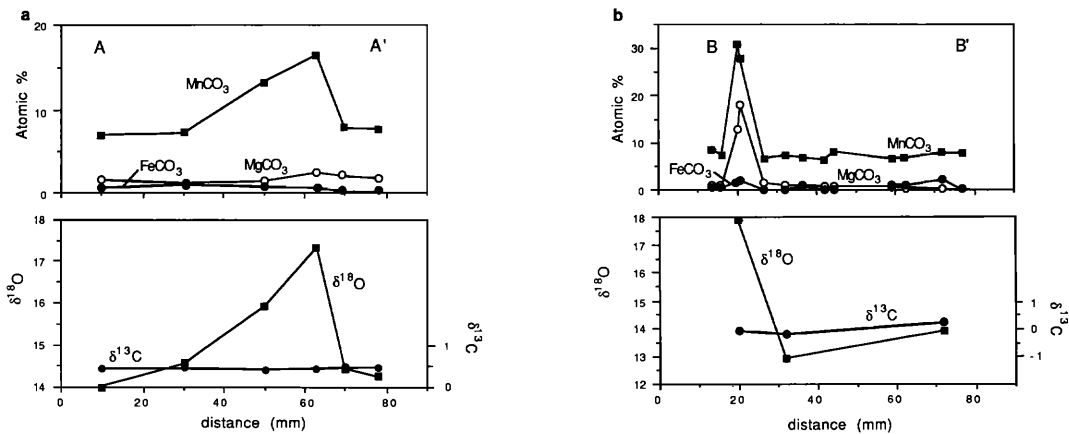 a
A
A'
20
10
0
Atomic %
MnCO3
FeCO3
MgCO3
18
17
16
15
14
δ18O
δ18O
δ13C
1
0
δ13C
0
20
40
60
80
distance (mm)
b
B
B'
30
20
10
0
Atomic %
MnCO3
FeCO3
MgCO3
18
17
16
15
14
13
12
δ18O
δ18O
δ13C
1
0
-1
δ13C
0
20
40
60
80
distance (mm)